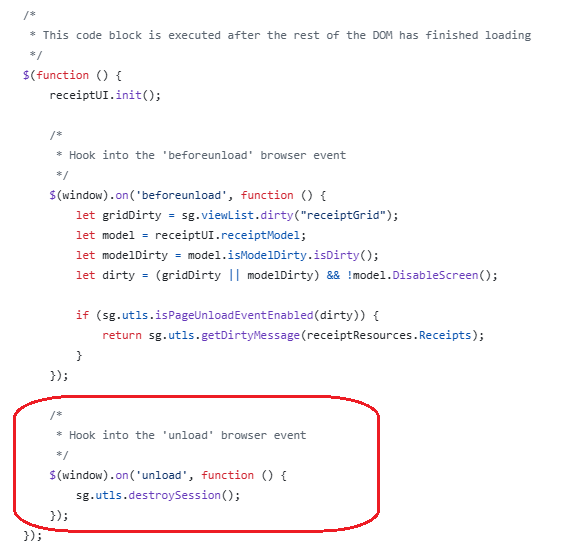 /*
 * This code block is executed after the rest of the DOM has finished loading
 */
$(function () {
    receiptUI.init();

    /*
     * Hook into the 'beforeunload' browser event
     */
    $(window).on('beforeunload', function () {
        let gridDirty = sg.viewList.dirty("receiptGrid");
        let model = receiptUI.receiptModel;
        let modelDirty = model.isModelDirty.isDirty();
        let dirty = (gridDirty || modelDirty) && !model.DisableScreen();

        if (sg.utls.isPageUnloadEventEnabled(dirty)) {
            return sg.utls.getDirtyMessage(receiptResources.Receipts);
        }
    });

    /*
     * Hook into the 'unload' browser event
     */
    $(window).on('unload', function () {
        sg.utls.destroySession();
    });
});